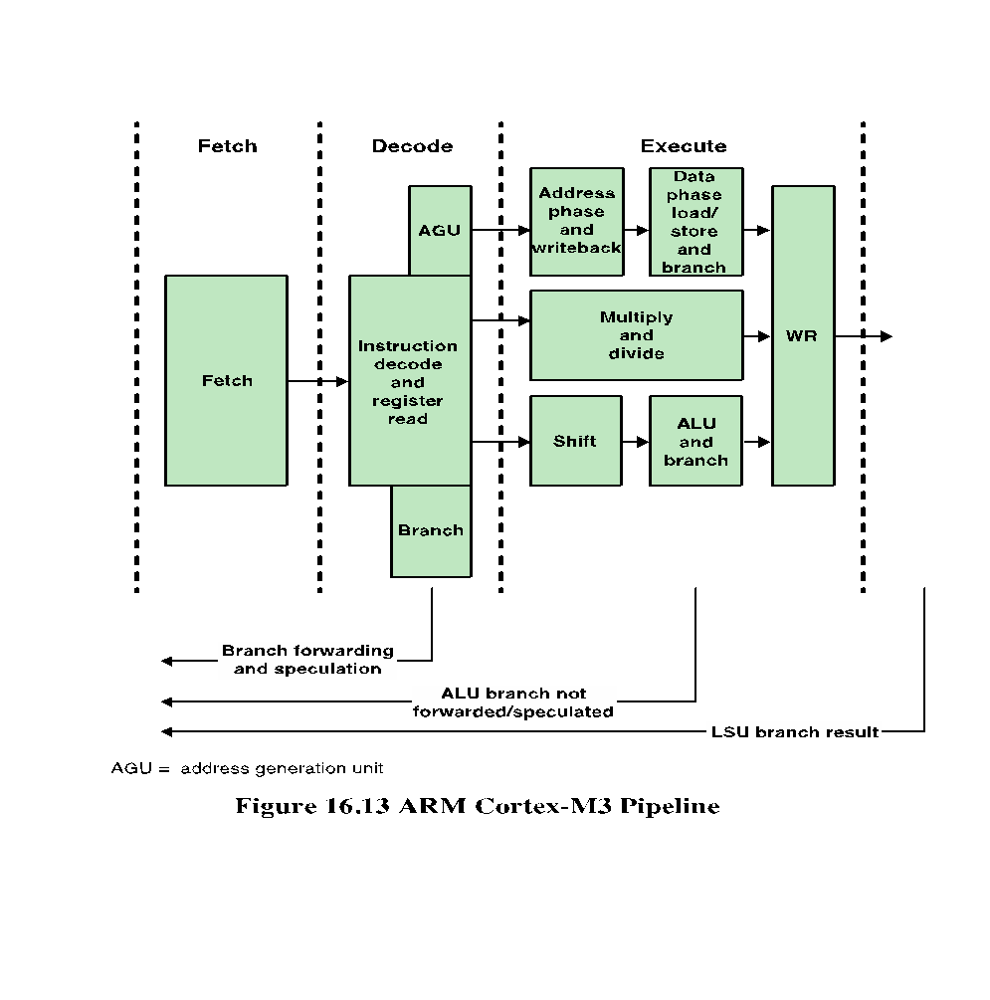 Fetch
Decode
Execute
AGU
Address
phase
and
writeback
Data
phase
load/
store
and
branch
Fetch
Instruction
decode
and
register
read
Multiply
and
divide
WR
Shift
ALU
and
branch
Branch
Branch forwarding
and speculation
ALU branch not
forwarded/speculated
LSU branch result
AGU = address generation unit
Figure 16.13 ARM Cortex-M3 Pipeline